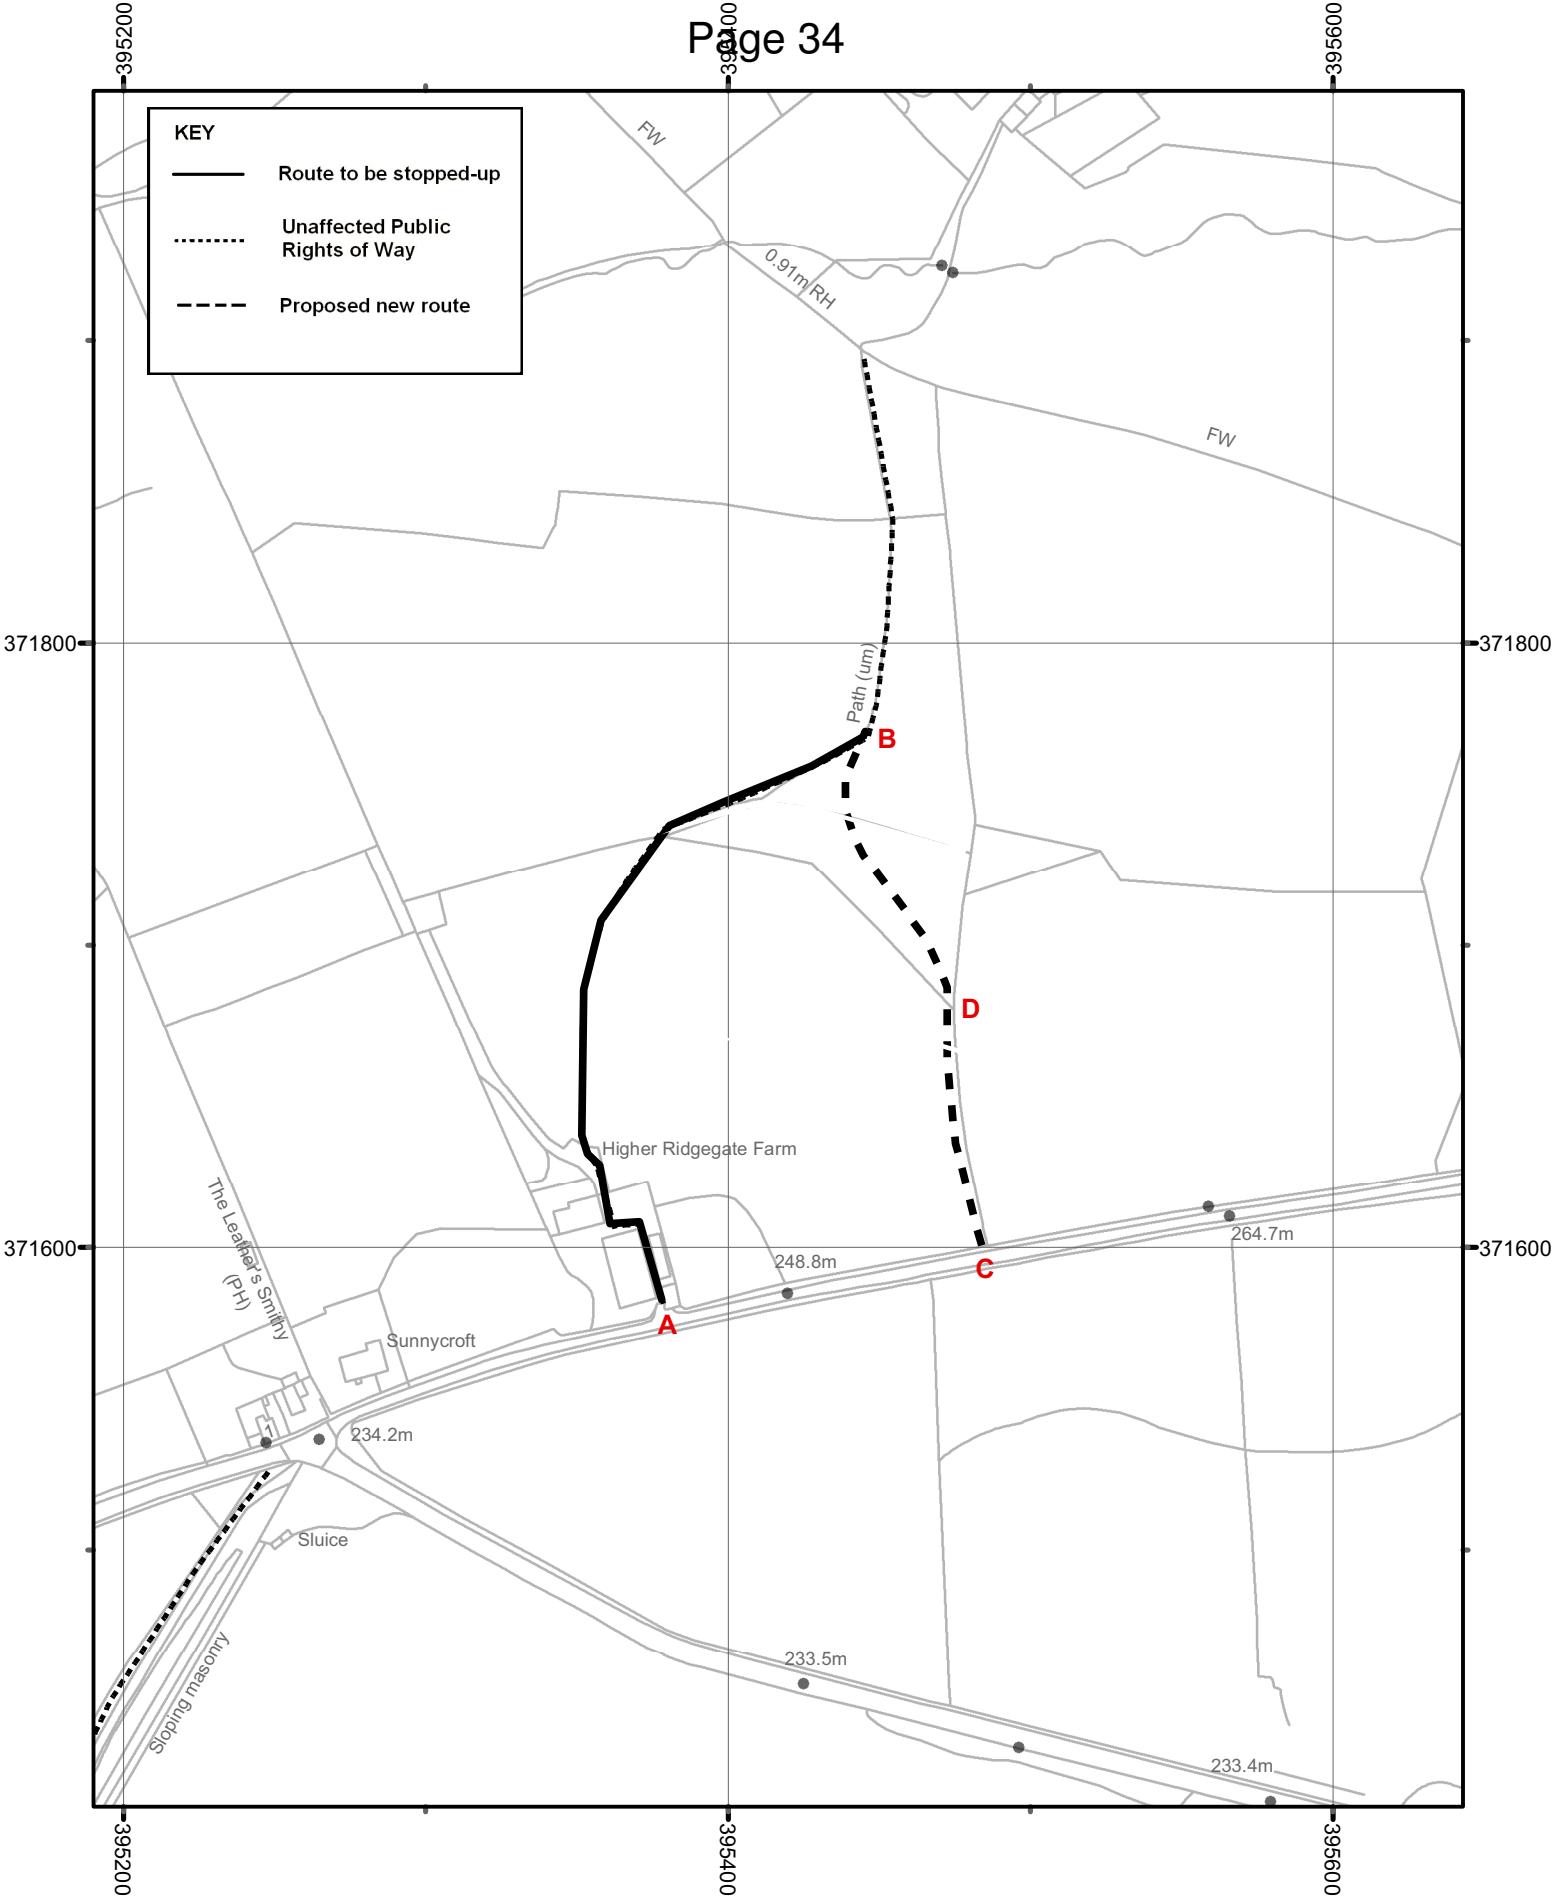 395200
395400
395600
Page 34
KEY
Route to be stopped-up
Unaffected Public
Rights of Way
Proposed new route
FW
0.91m RH
FW
371800
371800
Path (um)
B
D
Higher Ridgegate Farm
The Leather's Smithy
(PH)
371600
371600
264.7m
248.8m
C
A
Sunnycroft
1
234.2m
Sluice
Sloping masonry
233.5m
233.4m
395200
395400
395600